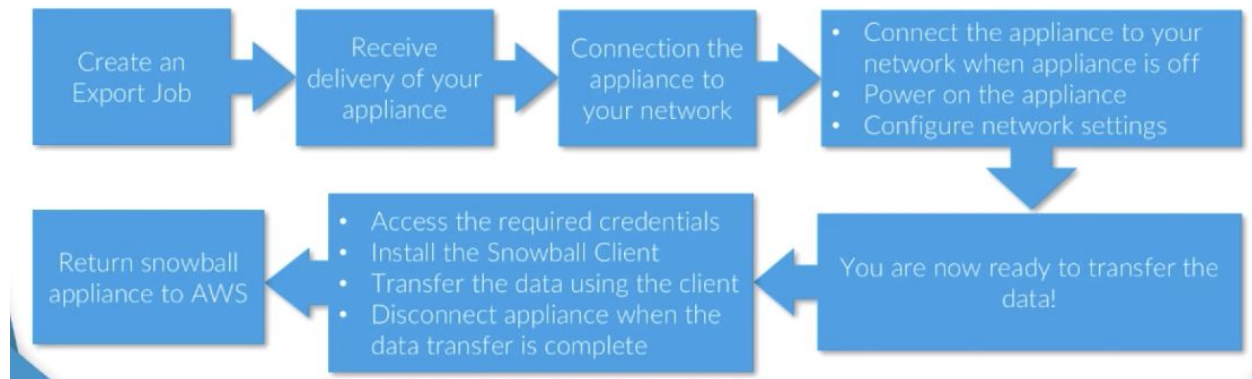 Create an
Export Job
Receive
delivery of your
appliance
Connection the
appliance to
your network
• Connect the appliance to your
network when appliance is off
• Power on the appliance
• Configure network settings
You are now ready to transfer the
data!
• Access the required credentials
• Install the Snowball Client
• Transfer the data using the client
• Disconnect appliance when the
data transfer is complete
Return snowball
appliance to AWS